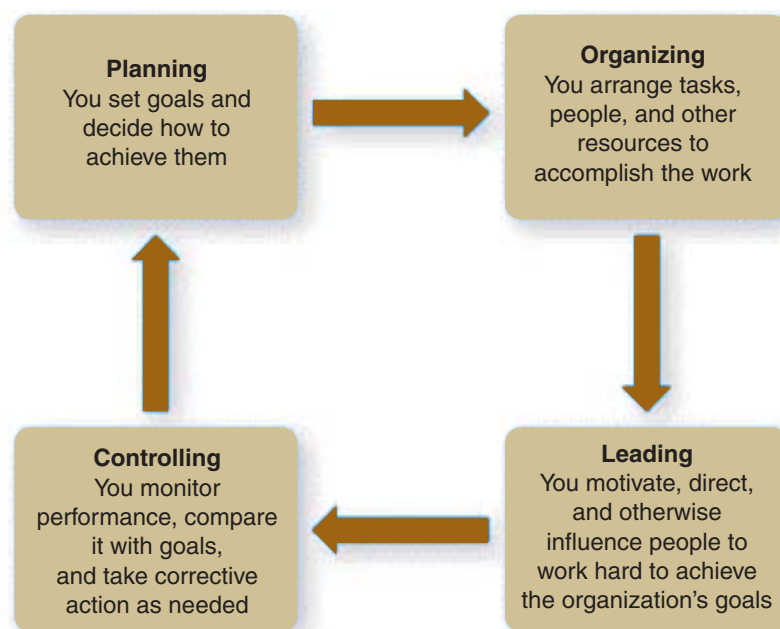 Planning
You set goals and
decide how to
achieve them
Organizing
You arrange tasks,
people, and other
resources to
accomplish the work
Controlling
You monitor
performance, compare
it with goals,
and take corrective
action as needed
Leading
You motivate, direct,
and otherwise
influence people to
work hard to achieve
the organization’s goals